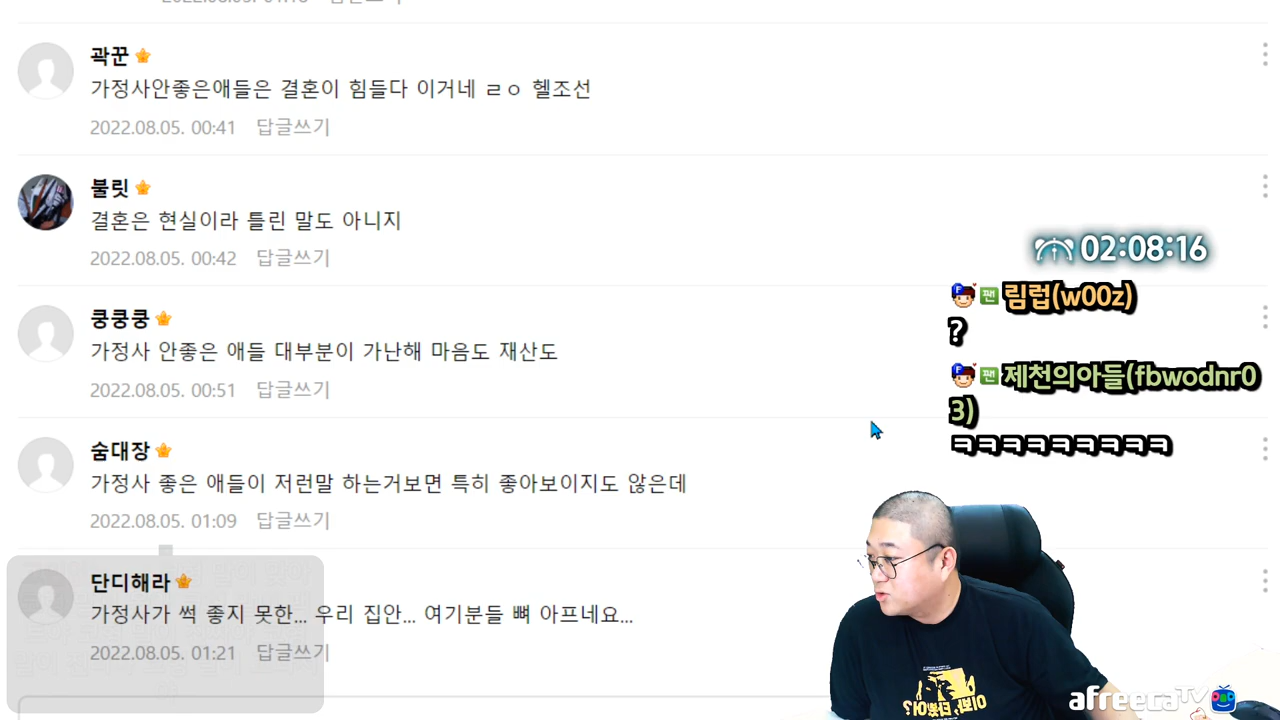 곽꾼
가정사안좋은애들은 결혼이 힘들다 이거네 ㄹㅇ 헬조선
2022.08.05. 00:41 답글쓰기
불릿
결혼은 현실이라 틀린 말도 아니지
2022.08.05. 00:42 답글쓰기
쿵쿵쿵
가정사 안좋은 애들 대부분이 가난해 마음도 재산도
2022.08.05. 00:51 답글쓰기
숨대장
가정사 좋은 애들이 저런말 하는거보면 특히 좋아보이지도 않은데
2022.08.05. 01:09 답글쓰기
단디해라
가정사가 썩 좋지 못한... 우리 집안... 여기분들 뼈 아프네요...
2022.08.05. 01:21 답글쓰기
02:08:16
F 팬 림럽(w00z)
?
F 팬 제천의아들(fbwodnr0
3)
ㅋㅋㅋㅋㅋㅋㅋㅋㅋ
afreecaTV